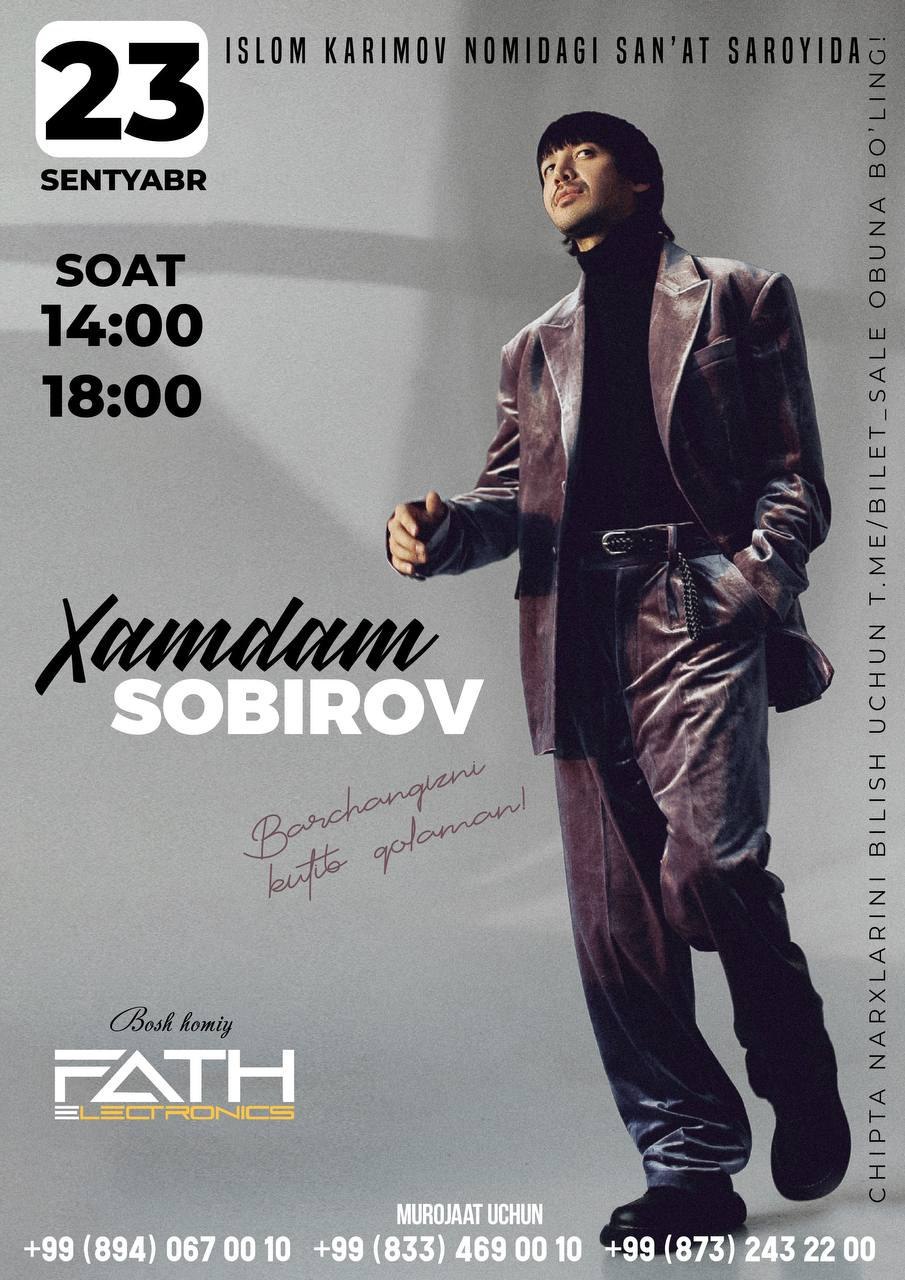 23
SENTYABR
ISLOM KARIMOV NOMIDAGI SAN'AT SAROYIDA
SOAT
14:00
18:00
Xamdam
SOBIROV
Barchangizni
kutib qolaman!
Bosh homiy
FATH
ELECTRONICS
MUROJAAT UCHUN
+99 (894) 067 00 10 +99 (833) 469 00 10 +99 (873) 243 22 00
CHIPTA NARXLARINI BILISH UCHUN T.ME/BILET_SALE OBUNA BO'LING!